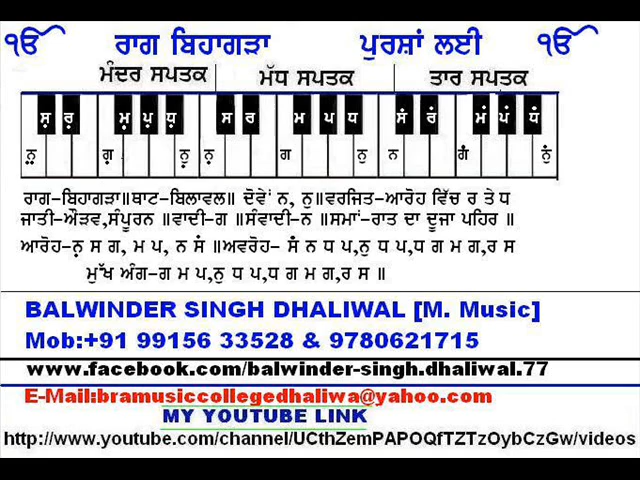 ੴ ਰਾਗ ਬਿਹਾਗੜਾ ਪੁਰਸ਼ਾਂ ਲਈ ੴ
ਮੰਦਰ ਸਪਤਕ ਮੱਧ ਸਪਤਕ ਤਾਰ ਸਪਤਕ
ਸ਼ ਰ਼ ਮ਼ ਪ਼ ਧ਼ ਸ ਰ ਮ ਪ ਧ ਸੰ ਰੰ ਮੰ ਪੰ ਧੰ
ਗ਼ ਨੁ਼ ਨ਼ ਗ ਨੁ ਨ ਗੰ ਨੁੰ
ਰਾਗ-ਬਿਹਾਗੜਾ॥ਥਾਟ-ਬਿਲਾਵਲ॥ ਦੋਵੇਂ ਨ, ਨੁ॥ਵਰਜਿਤ-ਆਰੋਹ ਵਿੱਚ ਰ ਤੇ ਧ
ਜਾਤੀ-ਔੜਵ,ਸੰਪੂਰਨ ॥ਵਾਦੀ-ਗ ॥ਸੰਵਾਦੀ-ਨ ॥ਸਮਾਂ-ਰਾਤ ਦਾ ਦੂਜਾ ਪਹਿਰ ॥
ਆਰੋਹ-ਨ਼ ਸ ਗ, ਮ ਪ, ਨ ਸੰ ॥ਅਵਰੋਹ- ਸੰ ਨ ਧ ਪ,ਨੁ ਧ ਪ,ਧ ਗ ਮ ਗ,ਰ ਸ
ਮੁੱਖ ਅੰਗ-ਗ ਮ ਪ,ਨੁ ਧ ਪ,ਧ ਗ ਮ ਗ,ਰ ਸ ॥
BALWINDER SINGH DHALIWAL [M. Music]
Mob:+91 99156 33528 & 9780621715
www.facebook.com/balwinder-singh.dhaliwal.77
E-Mail:bramusiccollegedhaliwa@yahoo.com
MY YOUTUBE LINK
http://www.youtube.com/channel/UCthZemPAPOQfTZTzOybCzGw/videos